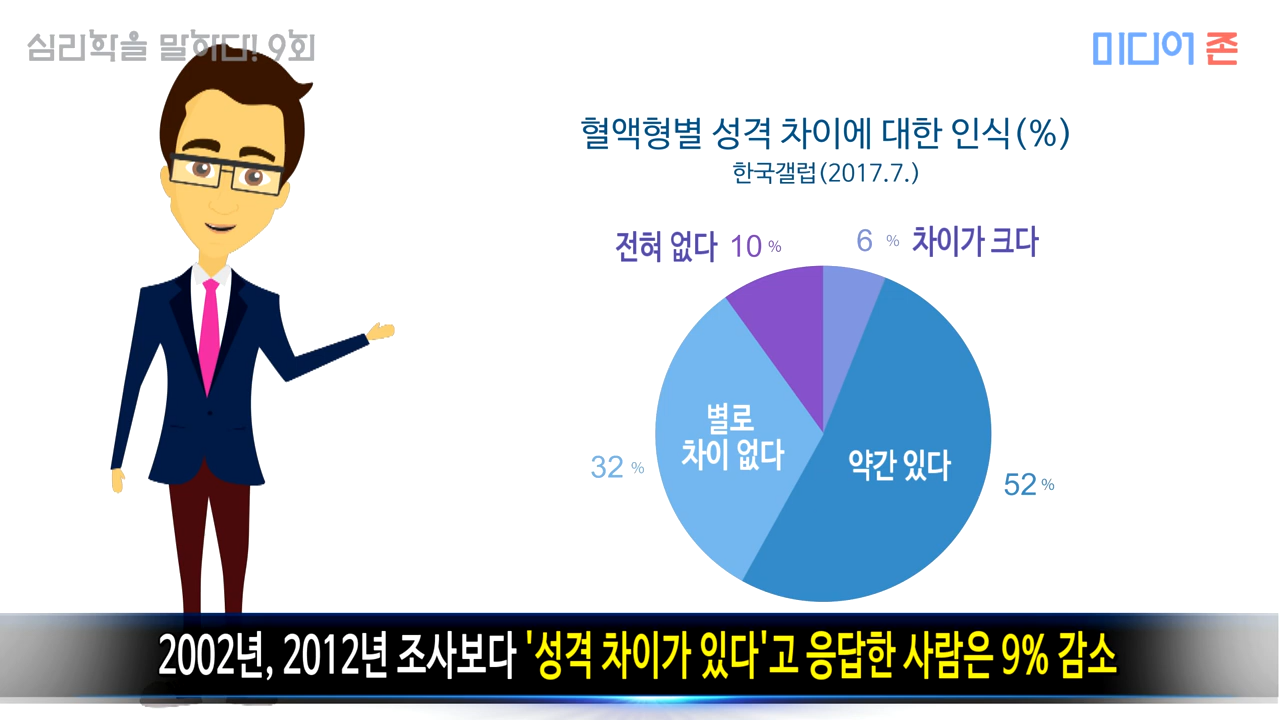 심리학을 말하다! 9회
미디어 존
혈액형별 성격 차이에 대한 인식(%)
한국갤럽(2017.7.)
전혀 없다 10 %
6 % 차이가 크다
별로
차이 없다
32 %
약간 있다
52 %
2002년, 2012년 조사보다 '성격 차이가 있다'고 응답한 사람은 9% 감소